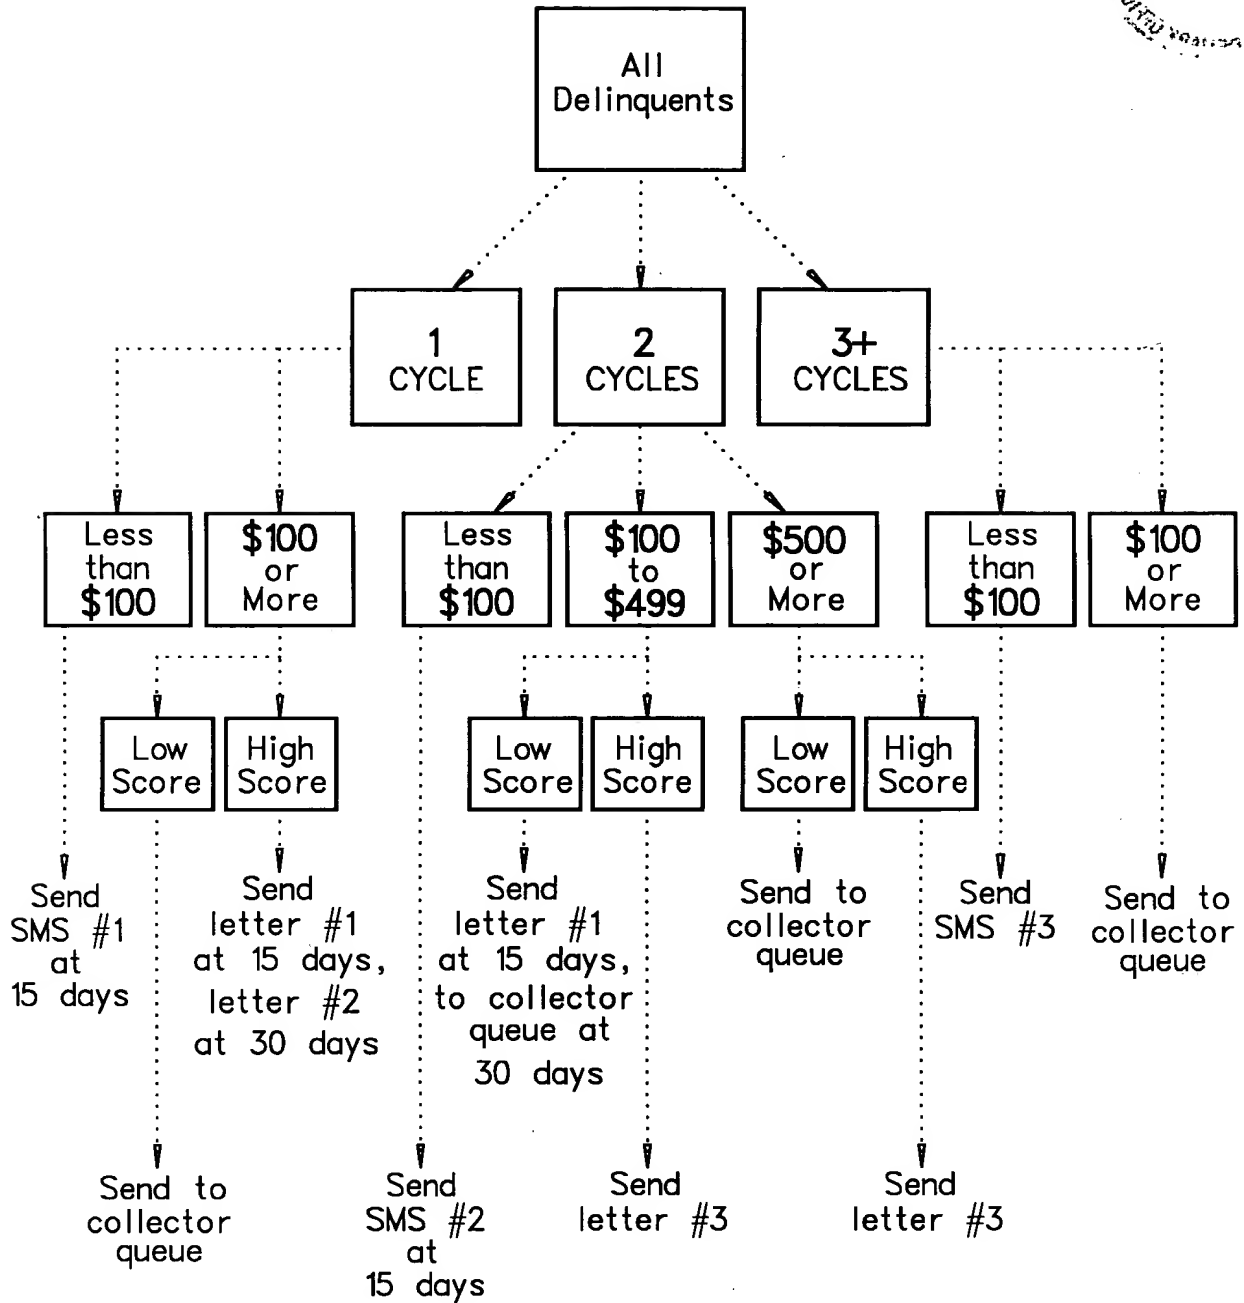 All
Delinquents
1
CYCLE
2
CYCLES
3+
CYCLES
Less
than
$100
$100
or
More
Less
than
$100
$100
to
$499
$500
or
More
Less
than
$100
$100
or
More
Low
Score
High
Score
Low
Score
High
Score
Low
Score
High
Score
Send
SMS #1
at
15 days
Send
letter #1
at 15 days,
letter #2
at 30 days
Send
letter #1
at 15 days,
to collector
queue at
30 days
Send to
collector
queue
Send
SMS #3
Send to
collector
queue
Send to
collector
queue
Send
SMS #2
at
15 days
Send
letter #3
Send
letter #3